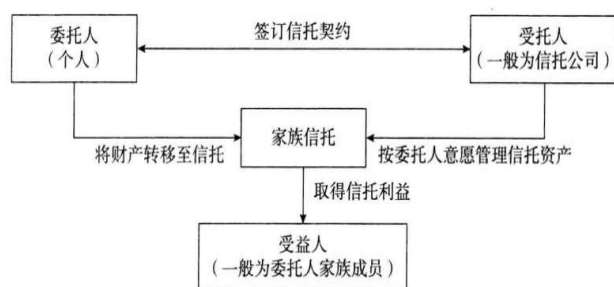 委托人
（个人）
签订信托契约
受托人
（一般为信托公司）
将财产转移至信托
家族信托
按委托人意愿管理信托资产
取得信托利益
受益人
（一般为委托人家族成员）